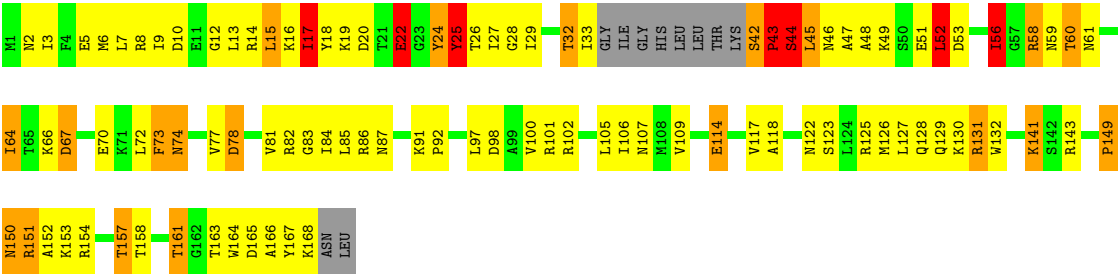 M1 N2 I3 F4 E5 M6 L7 R8 I9 D10 E11 G12 L13 R14 L15 K16 I17 Y18 K19 D20 T21 E22 G23 Y24 Y25 T26 I27 G28 I29 T32 I33 GLY ILE GLY HIS LEU LEU THR LYS S42 P43 S44 L45 N46 A47 A48 K49 S50 E51 L52 D53 I56 G57 R58 N59 T60 N61
I64 T65 K66 D67 E70 K71 L72 F73 N74 V77 D78 V81 R82 G83 I84 L85 R86 N87 K91 P92 L97 D98 A99 V100 R101 R102 L105 I106 N107 M108 V109 E114 V117 A118 N122 S123 L124 R125 M126 L127 Q128 Q129 K130 R131 W132 K141 S142 R143 P149
N150 R151 A152 K153 R154 T157 T158 T161 G162 T163 W164 D165 A166 Y167 K168 ASN LEU